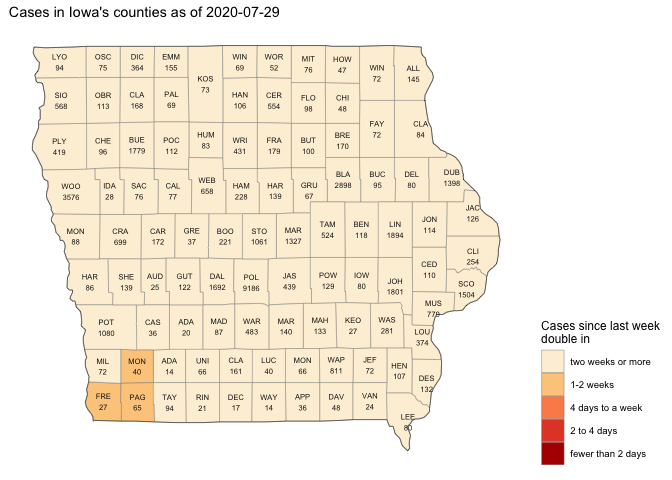 Cases in Iowa's counties as of 2020-07-29
LYO OSC DIC EMM WIN WOR MIT HOW
94 75 364 155 69 52 76 47
KOS WIN ALL
73 72 145
SIO OBR CLA PAL HAN CER FLO CHI
568 113 168 69 106 554 98 48
PLY CHE BUE POC HUM WRI FRA BUT BRE FAY CLA
419 96 1779 112 83 431 179 100 170 72 84
WOO IDA SAC CAL WEB HAM HAR GRU BLA BUC DEL DUB
3576 28 76 77 658 228 139 67 2898 95 80 1398
MON CRA CAR GRE BOO STO MAR TAM BEN LIN JON JAC
88 699 172 37 221 1061 1327 524 118 1894 114 126
CLI
254
HAR SHE AUD GUT DAL POL JAS POW IOW JOH CED SCO
86 139 25 122 1692 9186 439 129 80 1801 110 1504
MUS
POT CAS ADA MAD WAR MAR MAH KEO WAS LOU
1080 36 20 87 483 140 133 27 281 374
MIL MON ADA UNI CLA LUC MON WAP JEF HEN DES
72 40 14 66 161 40 66 811 72 107 132
FRE PAG TAY RIN DEC WAY APP DAV VAN LEE
27 65 94 21 17 14 36 48 24 80
Cases since last week
double in
two weeks or more
1-2 weeks
4 days to a week
2 to 4 days
fewer than 2 days